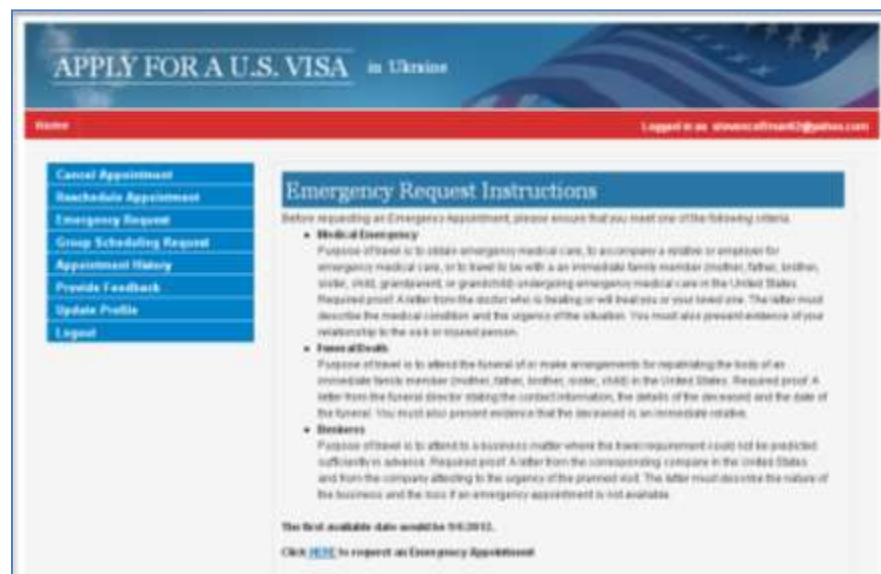 APPLY FOR A U.S. VISA in Ukraine
Home
Logged in as
Cancel Appointment
Reschedule Appointment
Emergency Request
Group Scheduling Request
Appointment History
Provide Feedback
Update Profile
Logout
Emergency Request Instructions
Before requesting an Emergency Appointment, please ensure that you meet one of the following criteria.
• Medical Emergency
Purpose of travel is to obtain emergency medical care, to accompany a relative or employer for
emergency medical care, or to travel to be with a an immediate family member (mother, father, brother,
sister, child, grandparent, or grandchild) undergoing emergency medical care in the United States.
Required proof: A letter from the doctor who is treating or will treat you or your loved one. The letter must
describe the medical condition and the urgency of the situation. You must also present evidence of your
relationship to the sick or injured person.
• Funeral/Death
Purpose of travel is to attend the funeral of or make arrangements for repatriating the body of an
immediate family member (mother, father, brother, sister, child) in the United States. Required proof: A
letter from the funeral director stating the contact information, the details of the deceased and the date of
the funeral. You must also present evidence that the deceased is an immediate relative.
• Business
Purpose of travel is to attend to a business matter where the travel requirement could not be predicted
sufficiently in advance. Required proof: A letter from the corresponding company in the United States
and from the company attesting to the urgency of the planned visit. The letter must describe the nature of
the business and the loss if an emergency appointment is not available.
The first available date would be
Click HERE to request an Emergency Appointment